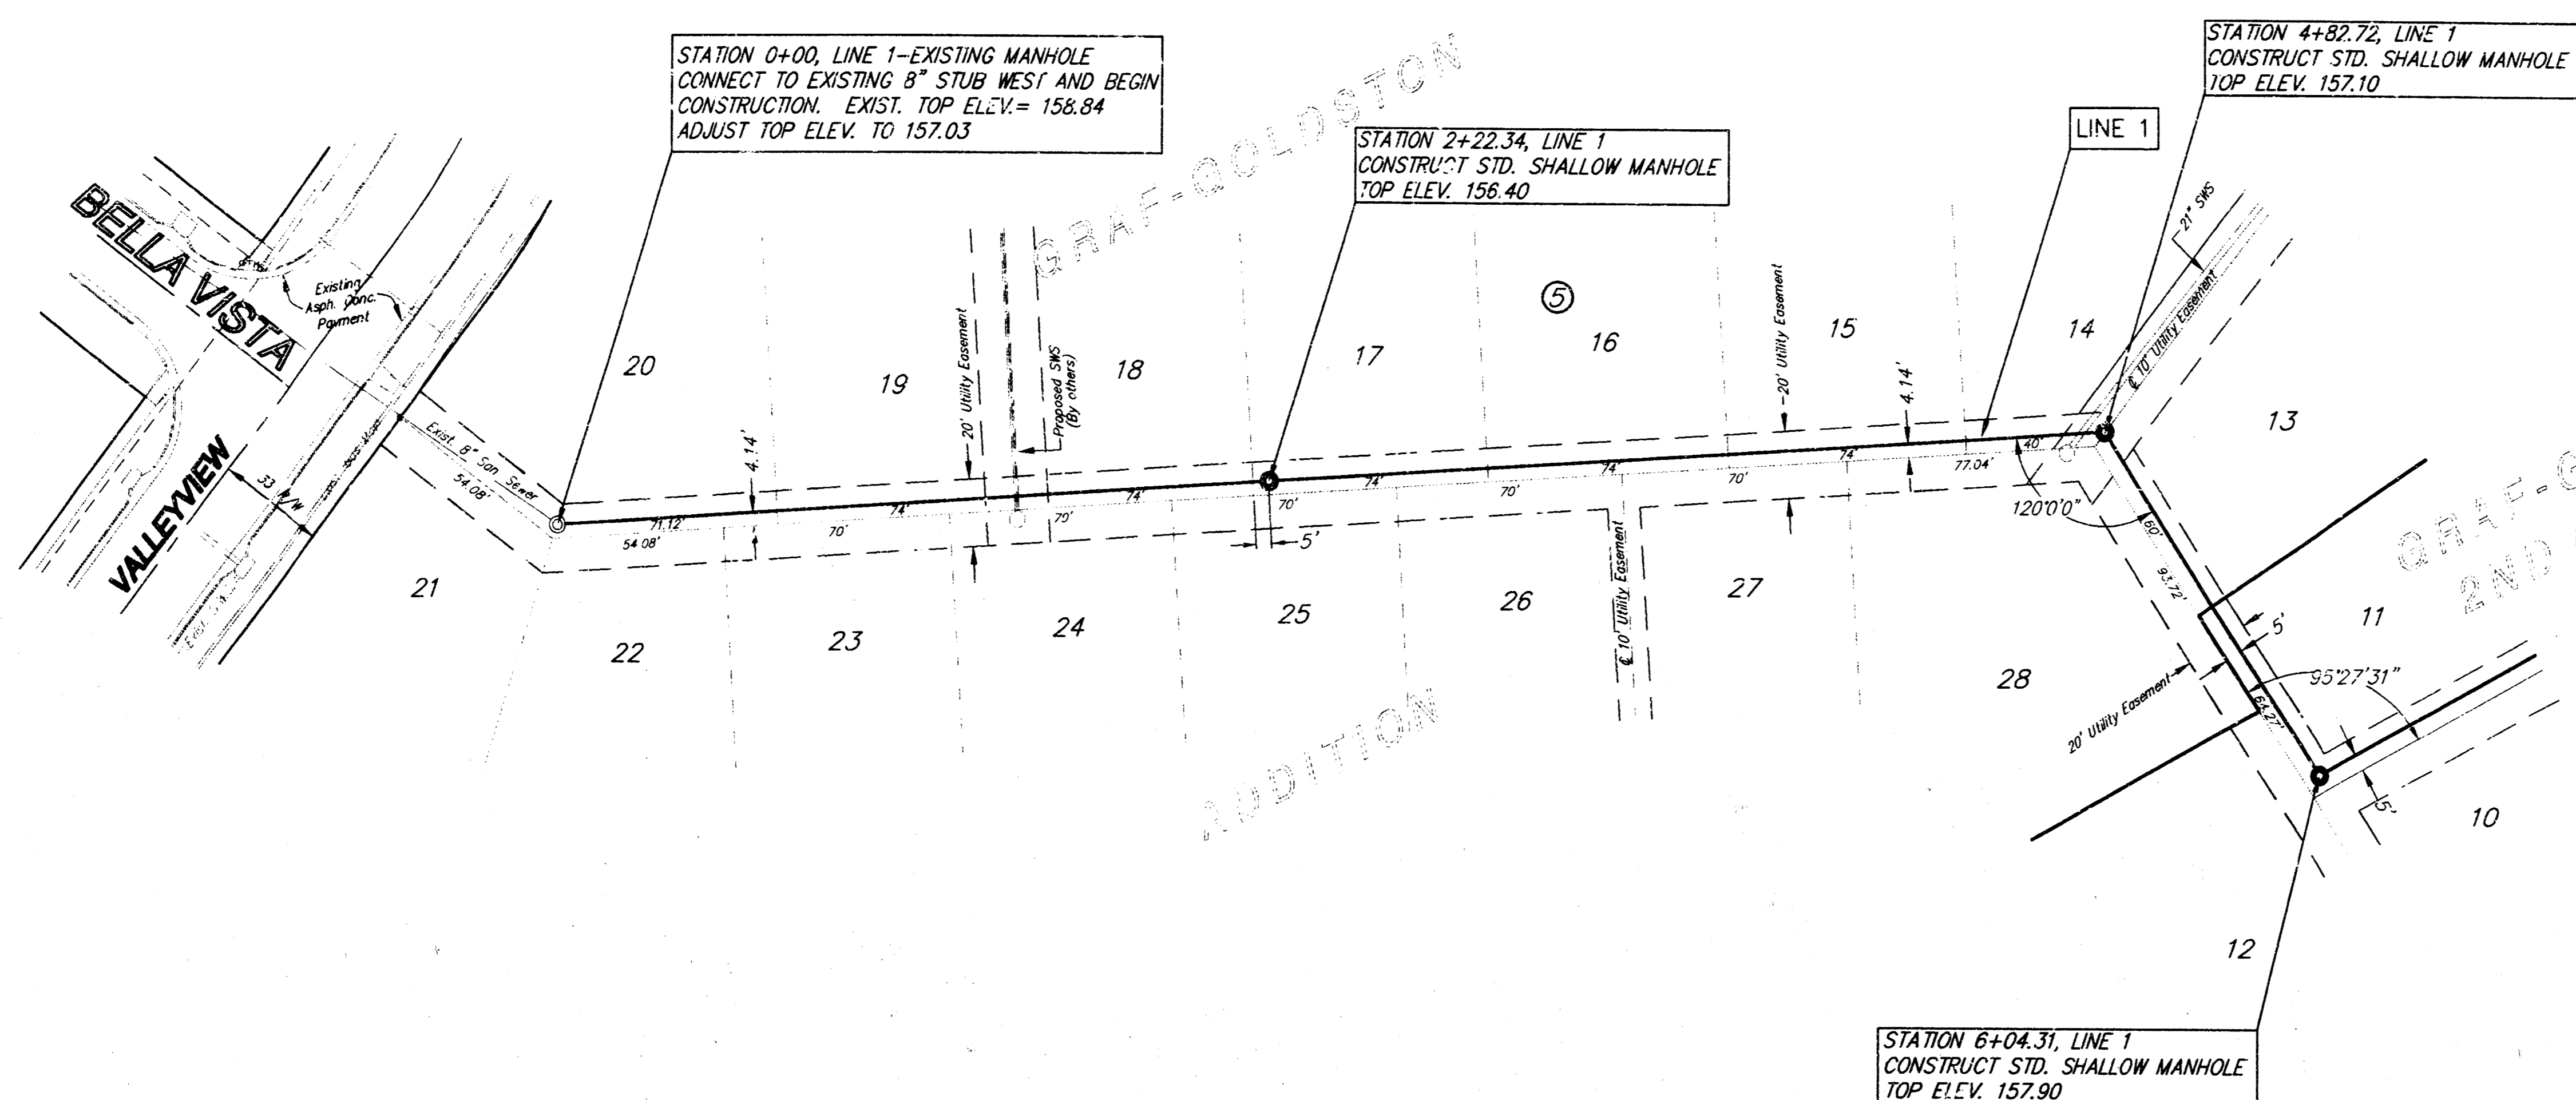 STATION 0+00, LINE 1-EXISTING MANHOLE
CONNECT TO EXISTING 8" STUB WEST AND BEGIN
CONSTRUCTION. EXIST. TOP ELEV.= 158.84
ADJUST TOP ELEV. TO 157.03
STATION 2+22.34, LINE 1
CONSTRUCT STD. SHALLOW MANHOLE
TOP ELEV. 156.40
STATION 4+82.72, LINE 1
CONSTRUCT STD. SHALLOW MANHOLE
TOP ELEV. 157.10
LINE 1
GRAF-GOLDSTON
BELLA VISTA
VALLEYVIEW
Existing
Asph. Conc.
Pavment
33 R/W
Exist. 8" San Sewer
54.08'
20
19
18
17
16
15
14
13
5
20' Utility Easement
Proposed SWS
(By others)
20' Utility Easement
21" SWS
℄ 10' Utility Easement
4.14'
4.14'
71.12'
74'
74'
74'
74'
74'
40'
54.08'
70'
70'
70'
70'
70'
77.04'
5'
120°0'0"
60'
93.72'
21
22
23
24
25
26
27
28
℄ 10' Utility Easement
ADDITION
GRAF-G
2ND
11
5'
95°27'31"
64.27'
20' Utility Easement
5'
10
12
STATION 6+04.31, LINE 1
CONSTRUCT STD. SHALLOW MANHOLE
TOP ELEV. 157.90